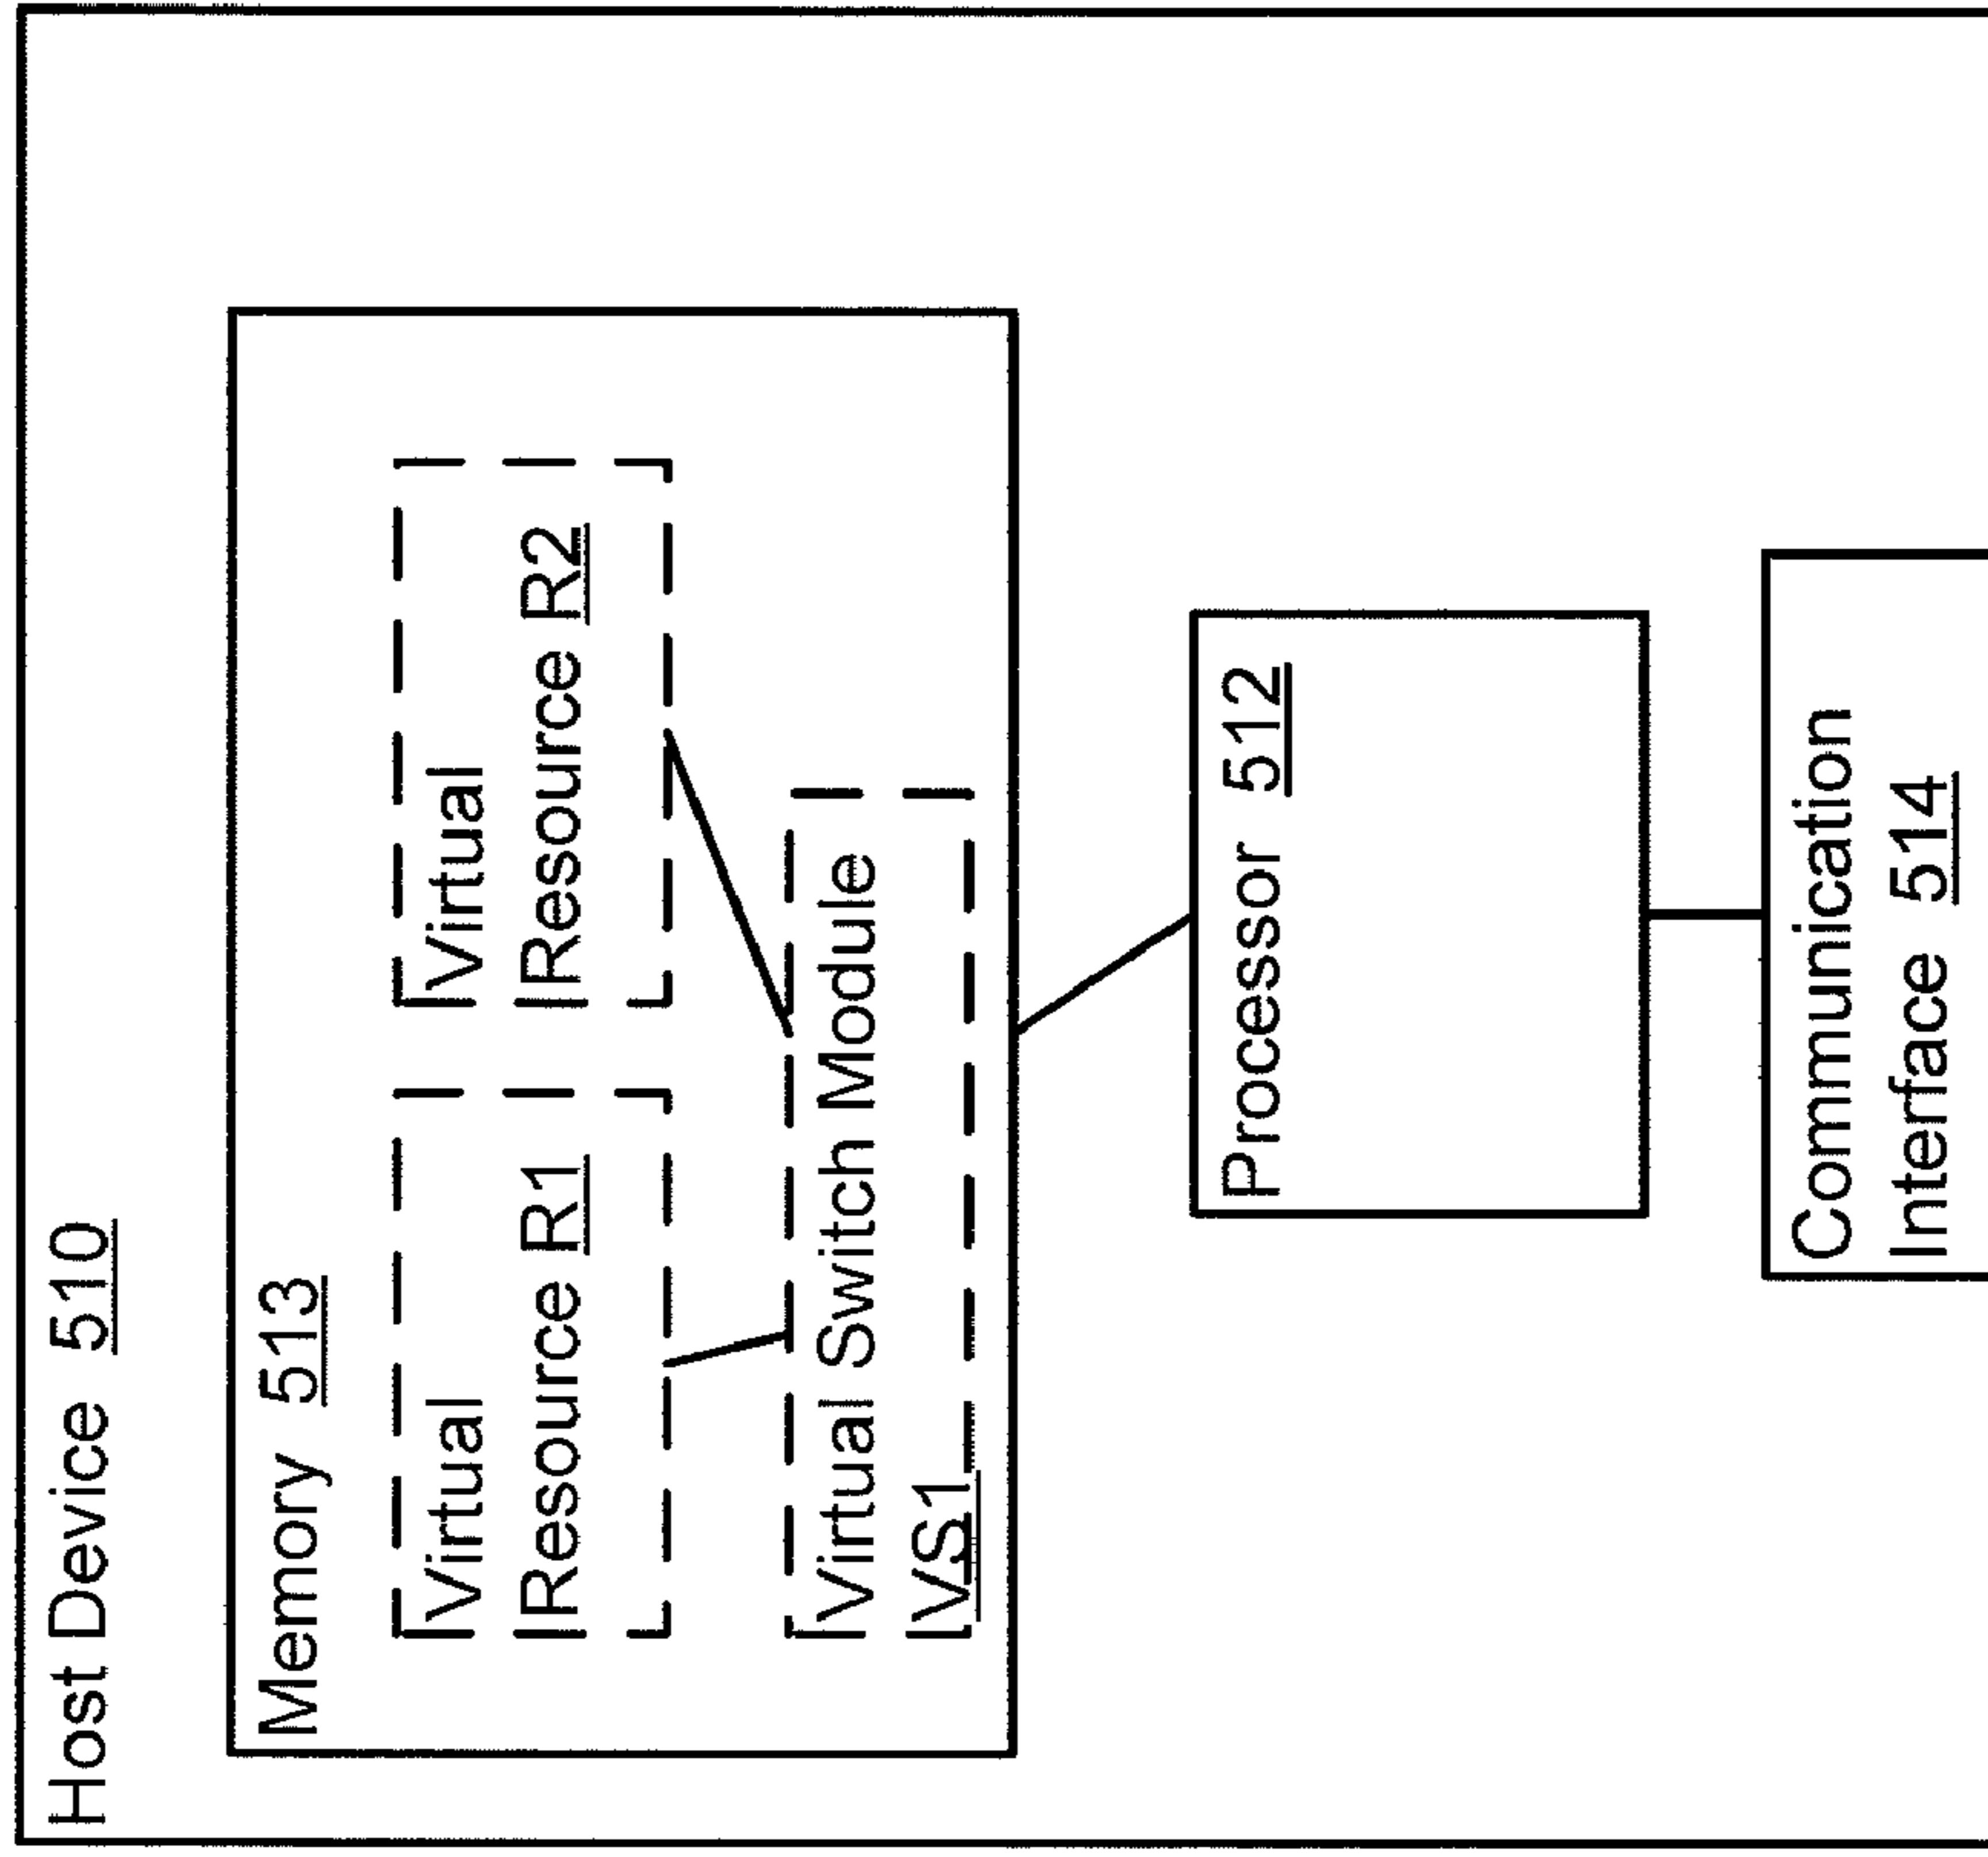 Host Device 510
Memory 513
Virtual
Resource R1
Virtual
Resource R2
Virtual Switch Module
VS1
Processor 512
Communication
Interface 514